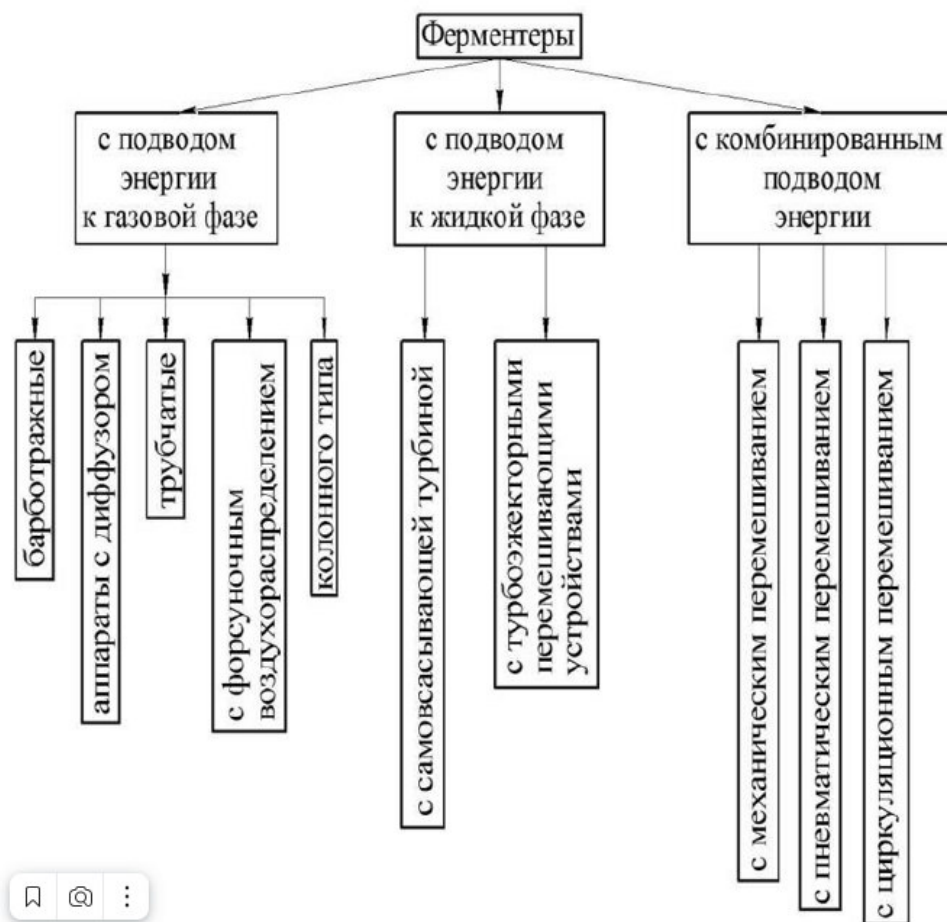 Ферментеры
с подводом
энергии
к газовой фазе
с подводом
энергии
к жидкой фазе
с комбинированным
подводом
энергии
барботражные
аппараты с диффузором
трубчатые
с форсуночным
воздухораспределением
колонного типа
с самовсасывающей турбиной
с турбоэжекторными
перемешивающими
устройствами
с механическим перемешиванием
с пневматическим перемешиванием
с циркуляционным перемешиванием